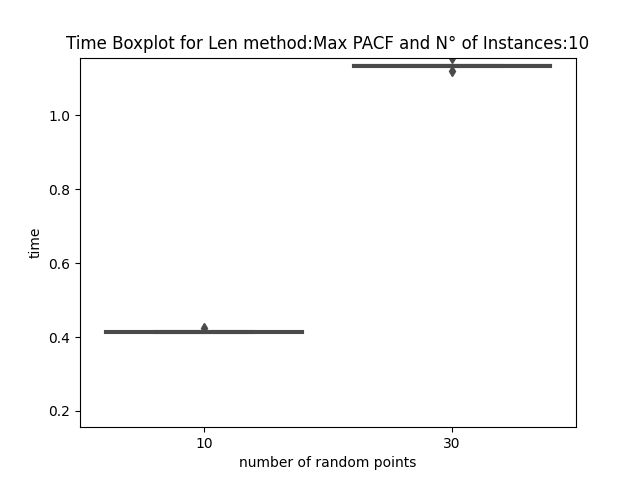 Time Boxplot for Len method:Max PACF and N° of Instances:10
1.0
0.8
0.6
0.4
0.2
time
10 30
number of random points